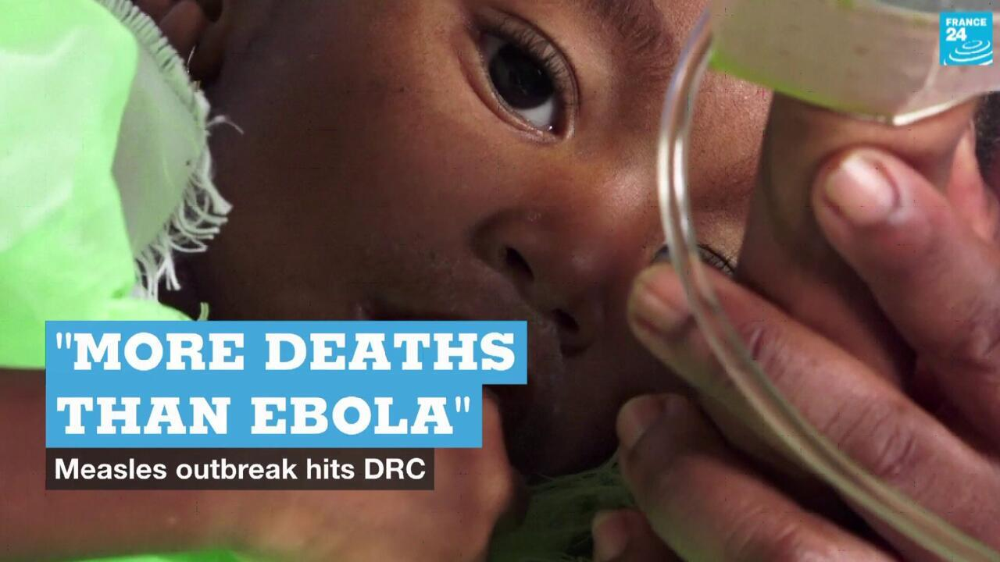 FRANCE
24
"MORE DEATHS
THAN EBOLA"
Measles outbreak hits DRC